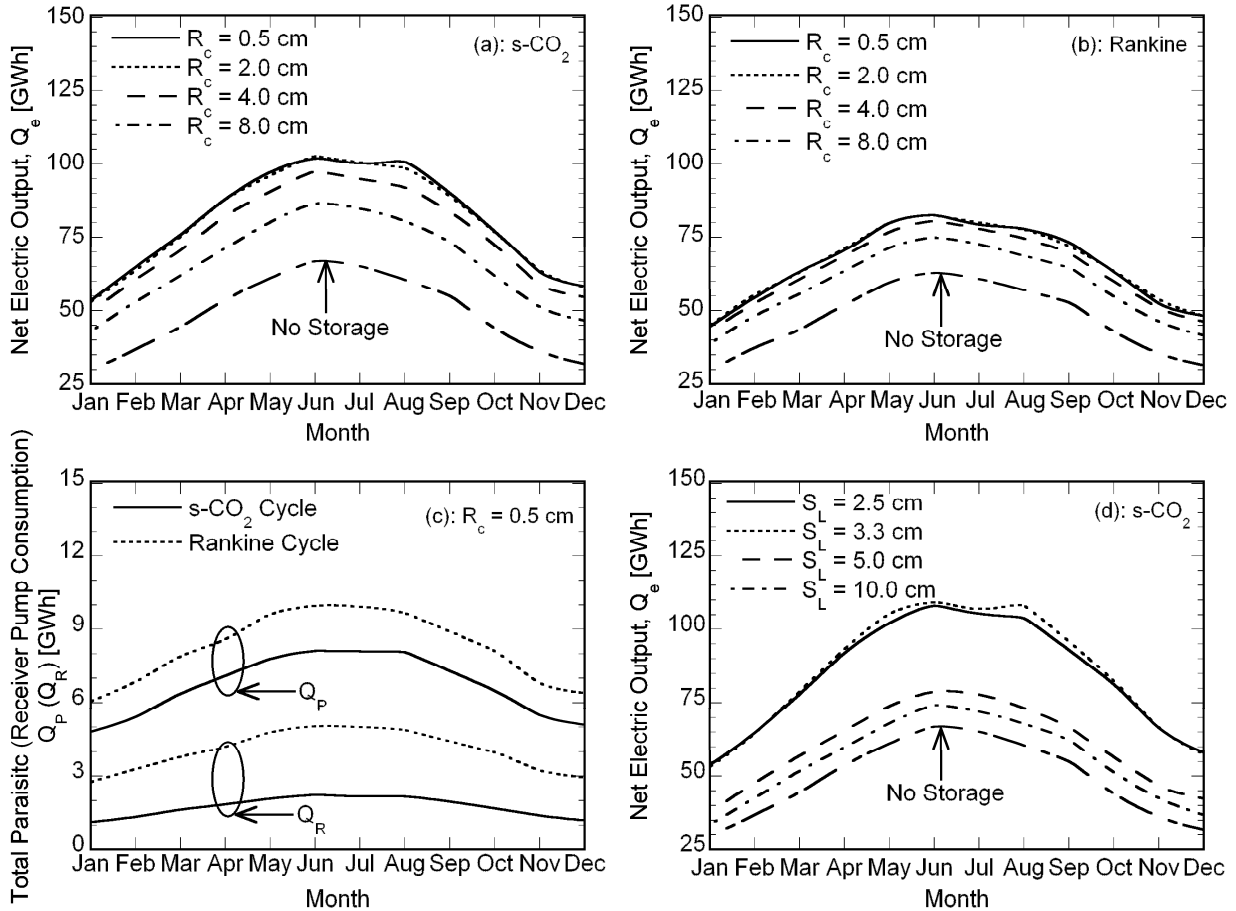 Net Electric Output, Q_e [GWh]
150
125
100
75
50
25
R_c = 0.5 cm
R_c = 2.0 cm
R_c = 4.0 cm
R_c = 8.0 cm
(a): s-CO₂
No Storage
Jan Feb Mar Apr May Jun Jul Aug Sep Oct Nov Dec
Month
Net Electric Output, Q_e [GWh]
150
125
100
75
50
25
R_c = 0.5 cm
R_c = 2.0 cm
R_c = 4.0 cm
R_c = 8.0 cm
(b): Rankine
No Storage
Jan Feb Mar Apr May Jun Jul Aug Sep Oct Nov Dec
Month
Total Paraisitc (Receiver Pump Consumption)
Q_P (Q_R) [GWh]
15
12
9
6
3
0
s-CO₂ Cycle
Rankine Cycle
(c): R_c = 0.5 cm
Q_P
Q_R
Jan Feb Mar Apr May Jun Jul Aug Sep Oct Nov Dec
Month
Net Electric Output, Q_e [GWh]
150
125
100
75
50
25
S_L = 2.5 cm
S_L = 3.3 cm
S_L = 5.0 cm
S_L = 10.0 cm
(d): s-CO₂
No Storage
Jan Feb Mar Apr May Jun Jul Aug Sep Oct Nov Dec
Month